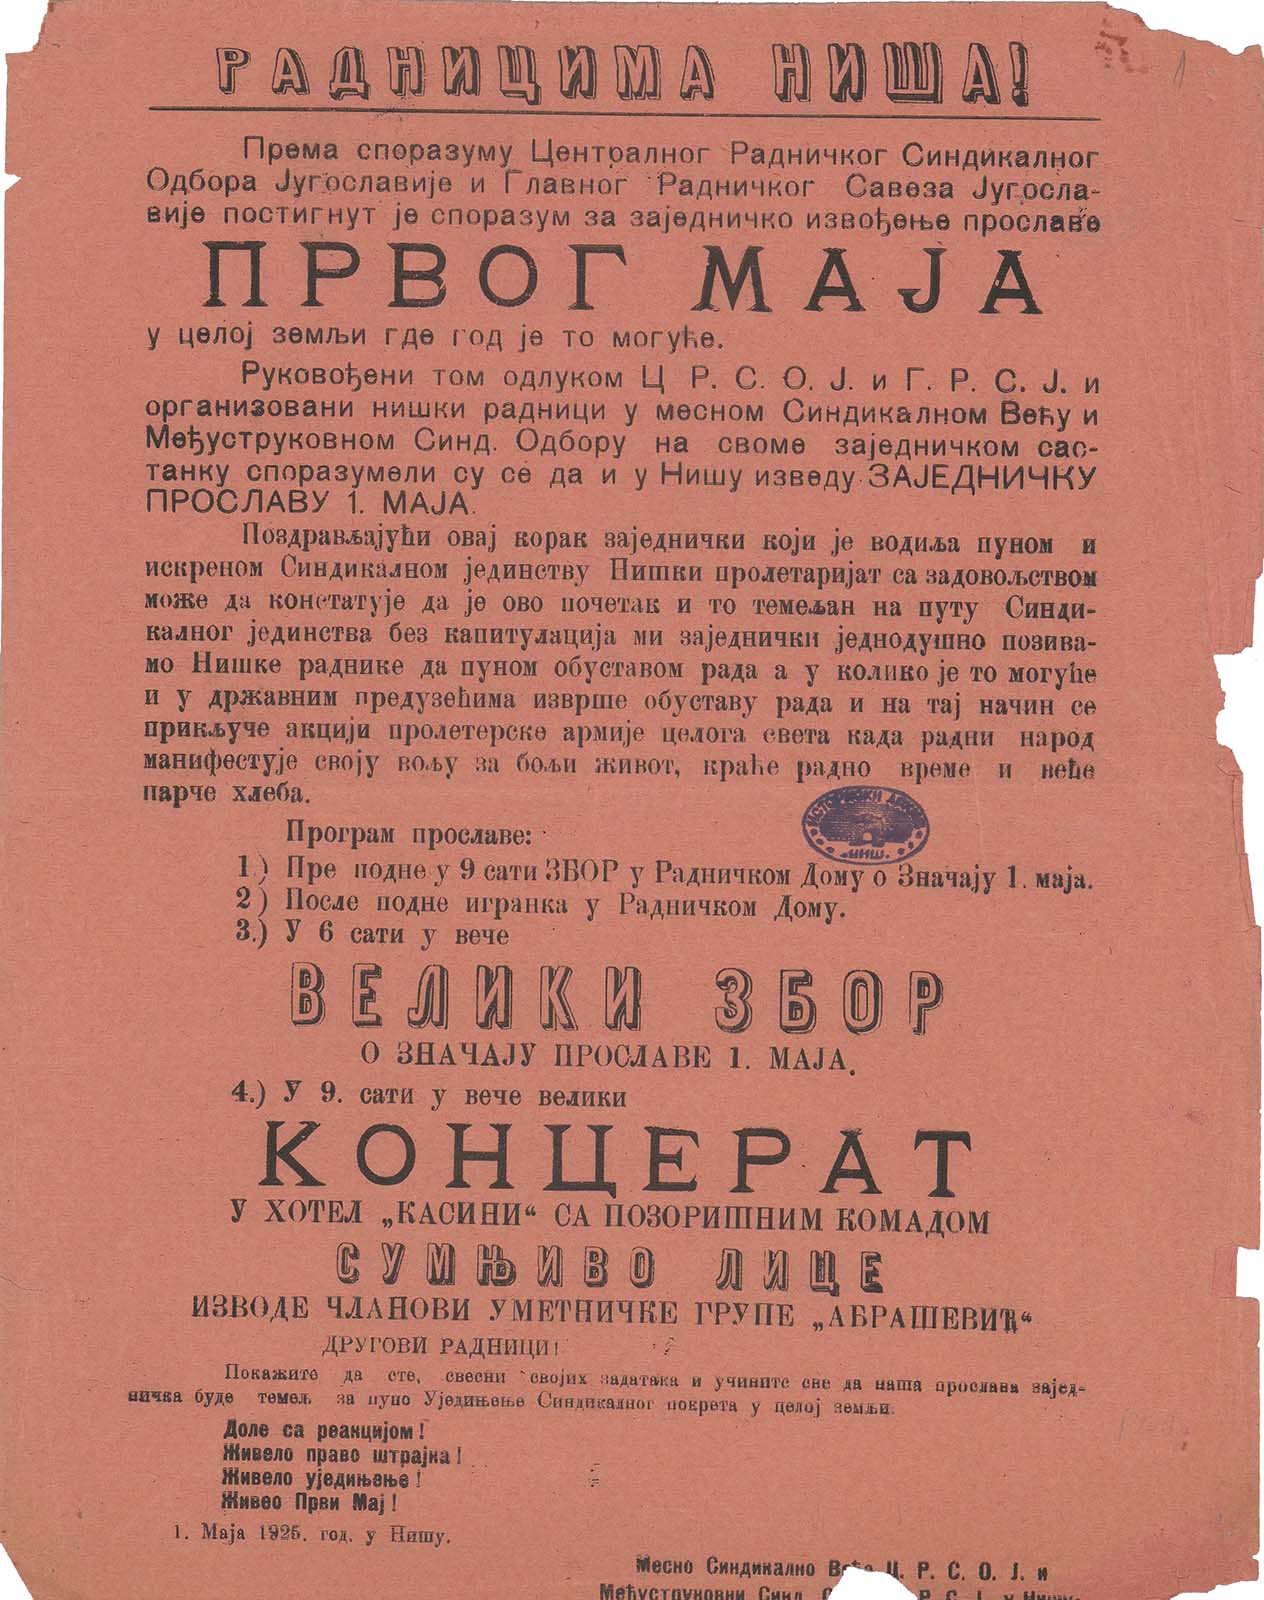 РАДНИЦИМА НИША!
Према споразуму Централног Радничког Синдикалног
Одбора Југославије и Главног Радничког Савеза Југосла-
вије постигнут је споразум за заједничко извођење прославе
ПРВОГ МАЈА
у целој земљи где год је то могуће.
Руковођени том одлуком Ц Р. С. О. Ј. и Г. Р. С. Ј. и
организовани нишки радници у месном Синдикалном Већу и
Међуструковном Синд. Одбору на своме заједничком сас-
танку споразумели су се да и у Нишу изведу ЗАЈЕДНИЧКУ
ПРОСЛАВУ 1. МАЈА.
Поздрављајући овај корак заједнички који је водиља пуном и
искреном Синдикалном јединству Нишки пролетаријат са задовољством
може да констатује да је ово почетак и то темељан на путу Синди-
калног јединства без капитулација ми заједнички једнодушно позива-
мо Нишке раднике да пуном обуставом рада а у колико је то могуће
и у државним предузећима изврше обуставу рада и на тај начин се
прикључе акцији пролетерске армије целога света када радни народ
манифестује своју вољу за бољи живот, краће радно време и веће
парче хлеба.
ИСТОРИСКИ АРХИВ
НИШ.
Програм прославе:
1.) Пре подне у 9 сати ЗБОР у Радничком Дому о Значају 1. маја.
2) После подне игранка у Радничком Дому.
3.) У 6 сати у вече
ВЕЛИКИ ЗБОР
О ЗНАЧАЈУ ПРОСЛАВЕ 1. МАЈА.
4.) У 9. сати у вече велики
КОНЦЕРАТ
У ХОТЕЛ „КАСИНИ“ СА ПОЗОРИШНИМ КОМАДОМ
СУМЊИВО ЛИЦЕ
ИЗВОДЕ ЧЛАНОВИ УМЕТНИЧКЕ ГРУПЕ „АБРАШЕВИЋ“
ДРУГОВИ РАДНИЦИ!
Покажите да сте, свесни својих задатака и учините све да наша прослава зајед-
ничка буде темељ за пуно Уједињење Синдикалног покрета у целој земљи.
Доле са реакцијом!
Живело право штрајка!
Живело уједињење!
Живео Први Мај!
1. Маја 1925. год. у Нишу.
Месно Синдикално Веће Ц. Р. С. О. Ј. и
Међуструковни Синд. Р С. Ј. у Нишу.